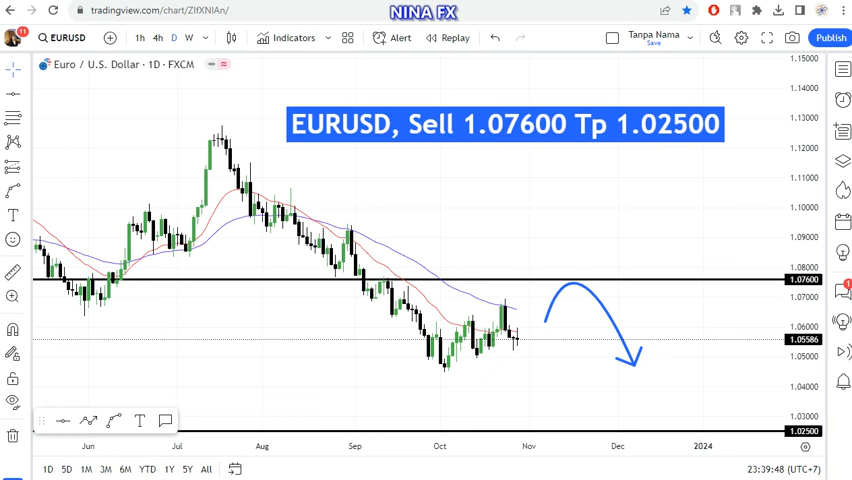 tradingview.com/chart/ZIfXNIAn/
NINA FX
11
EURUSD
1h 4h D W
Indicators
Alert
Replay
Tanpa Nama
Save
Publish
Euro / U.S. Dollar · 1D · FXCM
EURUSD, Sell 1.07600 Tp 1.02500
1.15000
1.14000
1.13000
1.12000
1.11000
1.10000
1.09000
1.08000
1.07600
1.07000
1.06000
1.05586
1.05000
1.04000
1.03000
1.02500
1
T
T
Jun Jul Aug Sep Oct Nov Dec 2024
1D 5D 1M 3M 6M YTD 1Y 5Y All
23:39:48 (UTC+7)